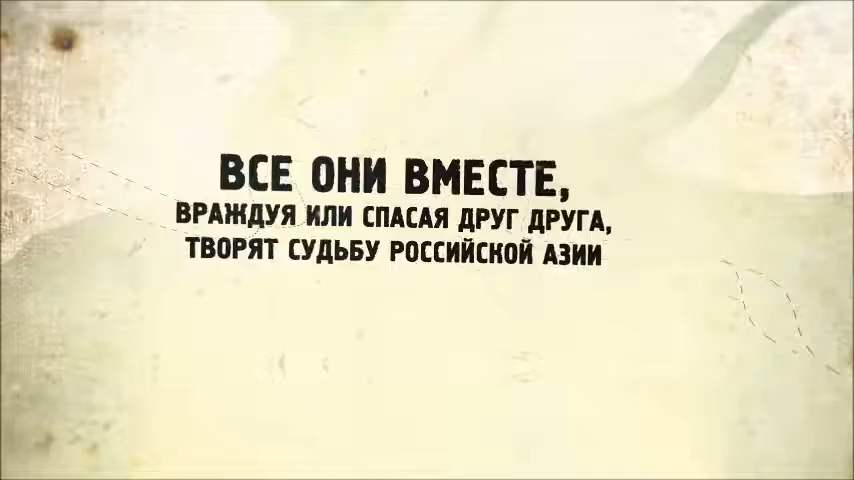 ВСЕ ОНИ ВМЕСТЕ,
ВРАЖДУЯ ИЛИ СПАСАЯ ДРУГ ДРУГА,
ТВОРЯТ СУДЬБУ РОССИЙСКОЙ АЗИИ